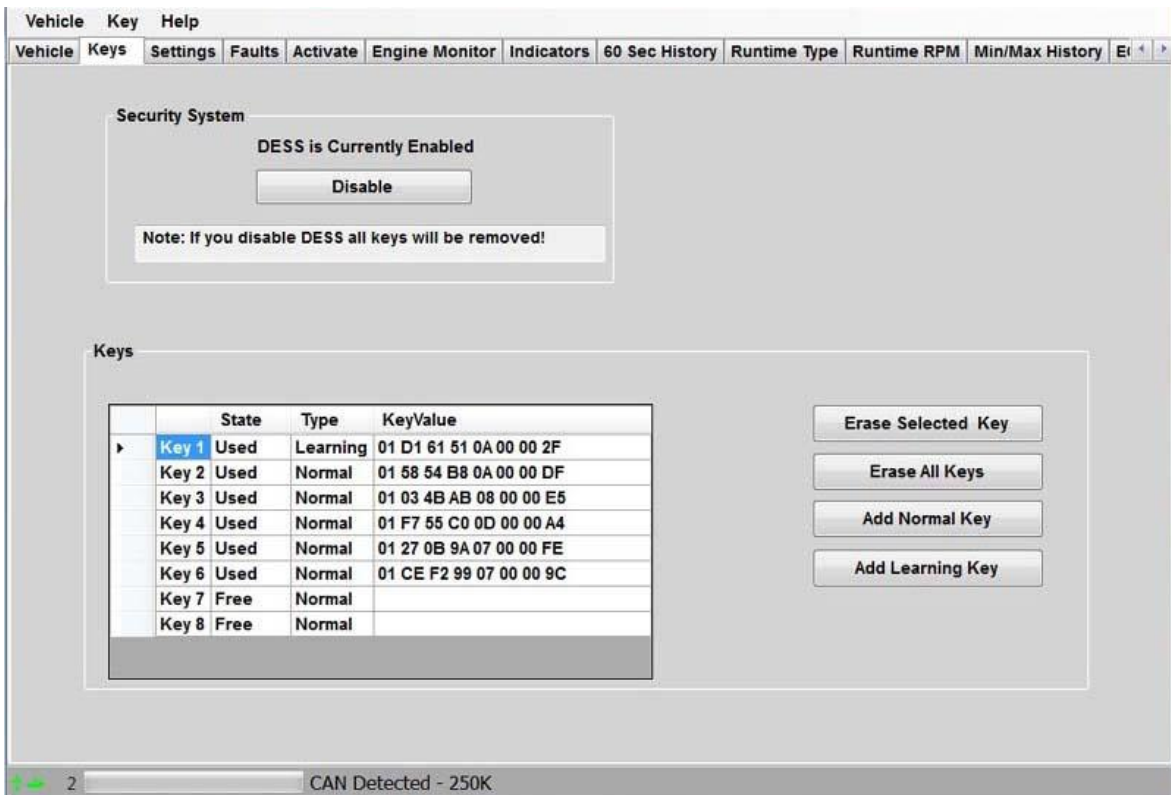 Vehicle Key Help
Vehicle Keys Settings Faults Activate Engine Monitor Indicators 60 Sec History Runtime Type Runtime RPM Min/Max History
Security System
DESS is Currently Enabled
Disable
Note: If you disable DESS all keys will be removed!
Keys
State Type KeyValue
Key 1 Used Learning 01 D1 61 51 0A 00 00 2F
Key 2 Used Normal 01 58 54 B8 0A 00 00 DF
Key 3 Used Normal 01 03 4B AB 08 00 00 E5
Key 4 Used Normal 01 F7 55 C0 0D 00 00 A4
Key 5 Used Normal 01 27 0B 9A 07 00 00 FE
Key 6 Used Normal 01 CE F2 99 07 00 00 9C
Key 7 Free Normal
Key 8 Free Normal
Erase Selected Key
Erase All Keys
Add Normal Key
Add Learning Key
2 CAN Detected - 250K